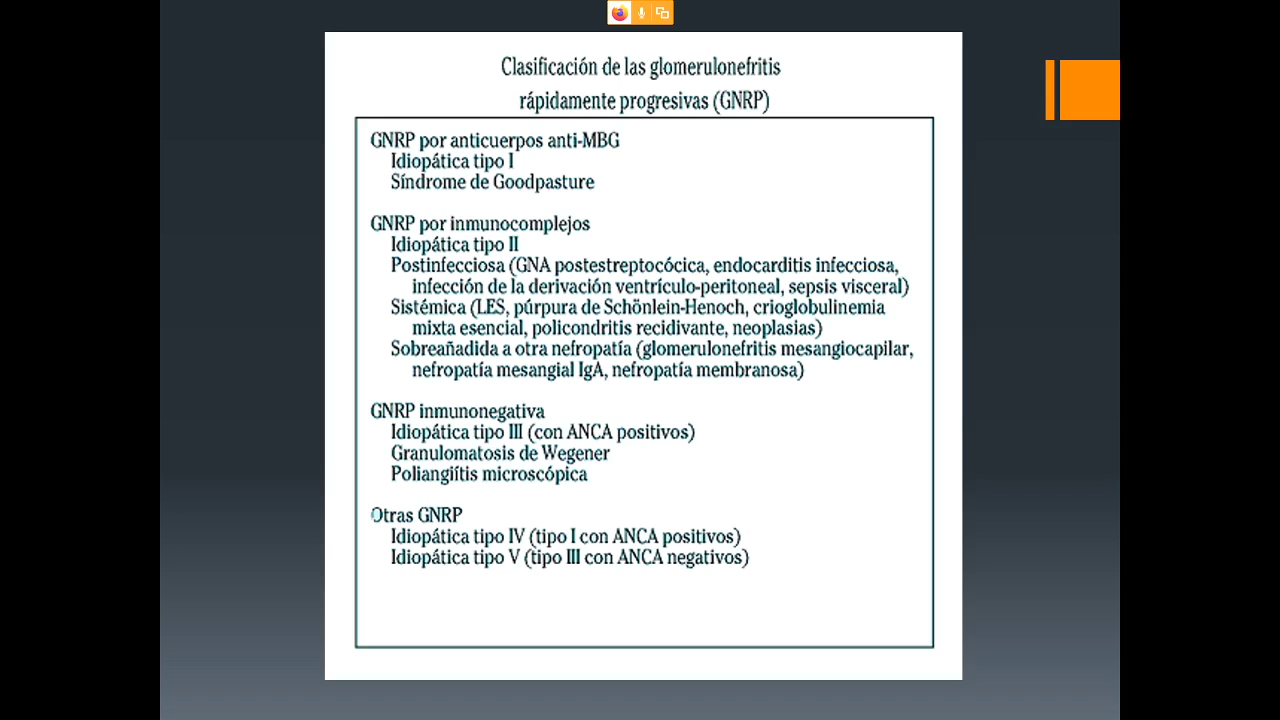 Clasificación de las glomerulonefritis
rápidamente progresivas (GNRP)
GNRP por anticuerpos anti-MBG
Idiopática tipo I
Síndrome de Goodpasture
GNRP por inmunocomplejos
Idiopática tipo II
Postinfecciosa (GNA postestreptocócica, endocarditis infecciosa,
infección de la derivación ventrículo-peritoneal, sepsis visceral)
Sistémica (LES, púrpura de Schönlein-Henoch, crioglobulinemia
mixta esencial, policondritis recidivante, neoplasias)
Sobreañadida a otra nefropatía (glomerulonefritis mesangiocapilar,
nefropatía mesangial IgA, nefropatía membranosa)
GNRP inmunonegativa
Idiopática tipo III (con ANCA positivos)
Granulomatosis de Wegener
Poliangiítis microscópica
Otras GNRP
Idiopática tipo IV (tipo I con ANCA positivos)
Idiopática tipo V (tipo III con ANCA negativos)